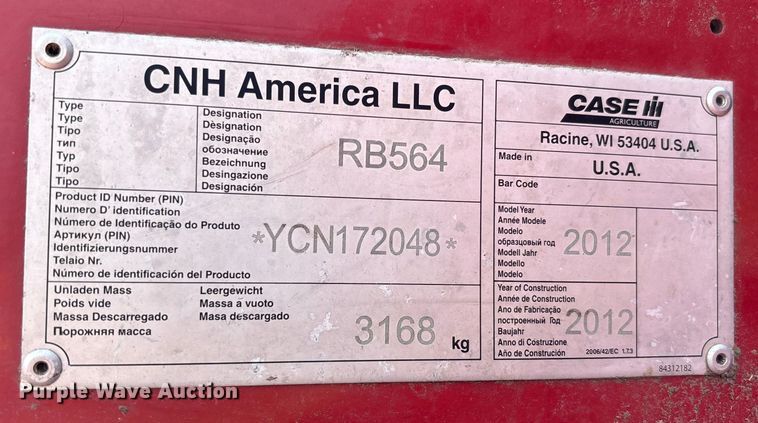 CNH America LLC
Type
Type
Tipo
тип
Typ
Tipo
Tipo
Designation
Dèsignation
Designação
обозначение
Bezeichnung
Desingazione
Designación
RB564
Product ID Number (PIN)
Numero D' identification
Número de Identificação do Produto
Артикул (PIN)
Identifizierungsnummer
Telaio Nr.
Número de identificación del Producto
*YCN172048*
Unladen Mass
Poids vide
Massa Descarregado
Порожняя масса
Leergewicht
Massa a vuoto
Masa descargado
3168 kg
CASE IH
AGRICULTURE
Racine, WI 53404 U.S.A.
Made in
U.S.A.
Bar Code
Model Year
Année Modele
Modelo
образцовый год
Modell Jahr
Modello
Modelo
2012
Year of Construction
Année de Construction
Ano de Fabricação
построенный Год
Baujahr
Anno di Costruzione
Año de Construción
2012
2006/42/EC 1.7.3
84312182
Purple Wave Auction